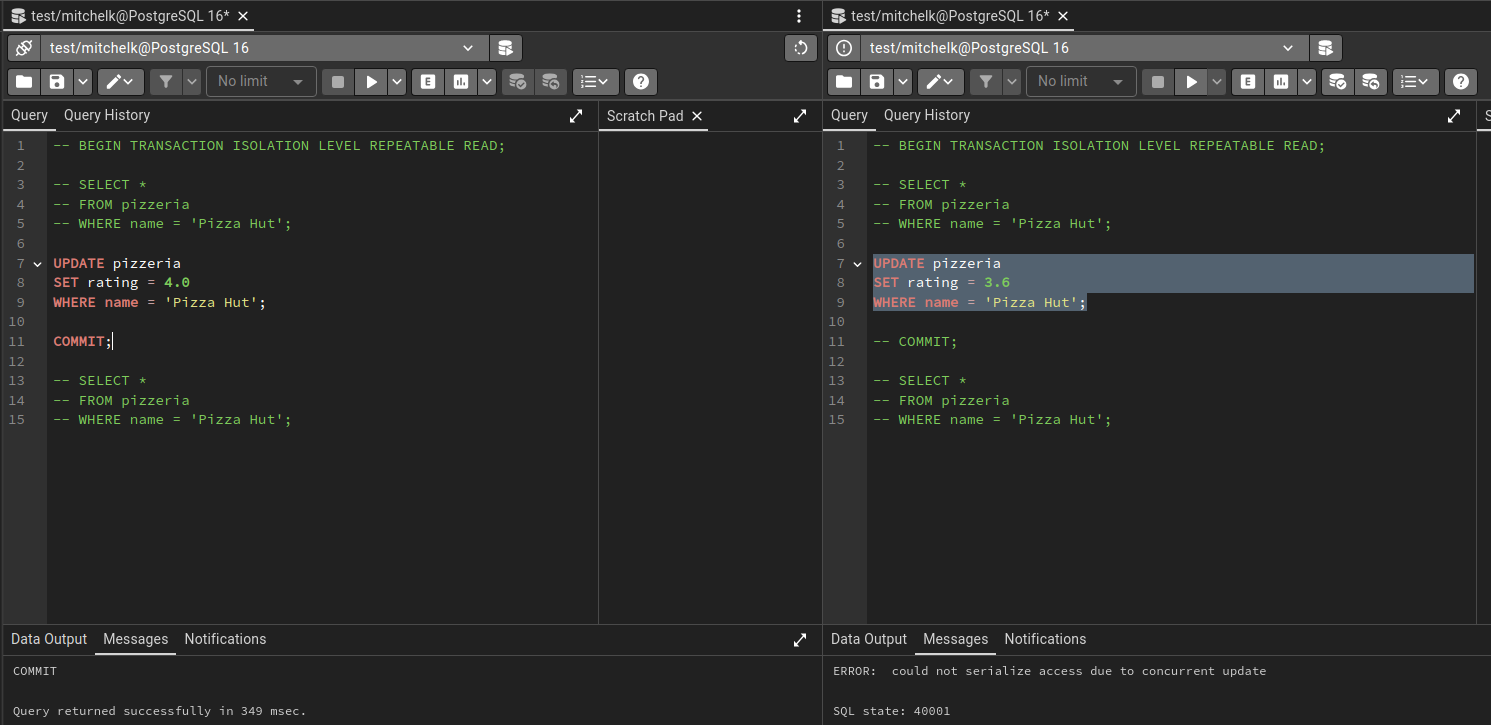 test/mitchelk@PostgreSQL 16*
test/mitchelk@PostgreSQL 16
No limit
E
Query
Query History
Scratch Pad
1 -- BEGIN TRANSACTION ISOLATION LEVEL REPEATABLE READ;
2
3 -- SELECT *
4 -- FROM pizzeria
5 -- WHERE name = 'Pizza Hut';
6
7 UPDATE pizzeria
8 SET rating = 4.0
9 WHERE name = 'Pizza Hut';
10
11 COMMIT;
12
13 -- SELECT *
14 -- FROM pizzeria
15 -- WHERE name = 'Pizza Hut';
Data Output
Messages
Notifications
COMMIT
Query returned successfully in 349 msec.
test/mitchelk@PostgreSQL 16*
test/mitchelk@PostgreSQL 16
No limit
E
Query
Query History
S
1 -- BEGIN TRANSACTION ISOLATION LEVEL REPEATABLE READ;
2
3 -- SELECT *
4 -- FROM pizzeria
5 -- WHERE name = 'Pizza Hut';
6
7 UPDATE pizzeria
8 SET rating = 3.6
9 WHERE name = 'Pizza Hut';
10
11 -- COMMIT;
12
13 -- SELECT *
14 -- FROM pizzeria
15 -- WHERE name = 'Pizza Hut';
Data Output
Messages
Notifications
ERROR:  could not serialize access due to concurrent update
SQL state: 40001